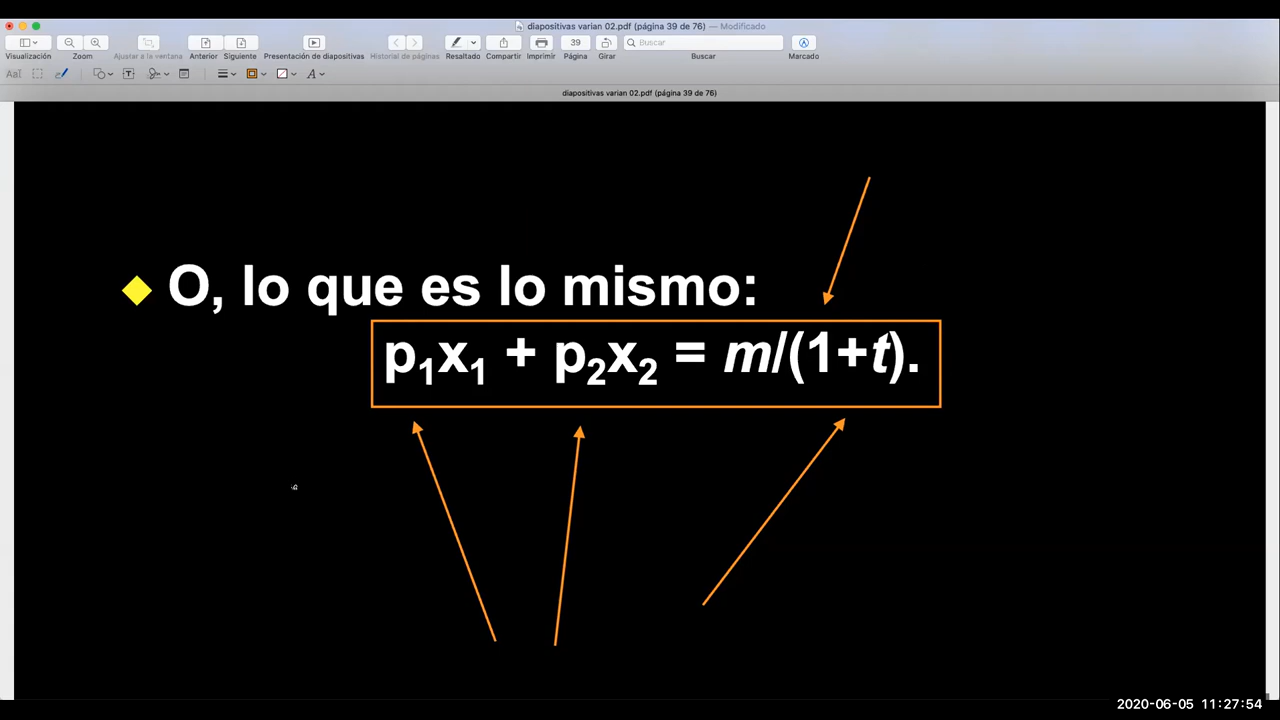 diapositivas varian 02.pdf (página 39 de 76) — Modificado
39
Buscar
Visualización Zoom Ajustar a la ventana Anterior Siguiente Presentación de diapositivas Historial de páginas Resaltado Compartir Imprimir Página Girar Buscar Marcado
diapositivas varian 02.pdf (página 39 de 76)
O, lo que es lo mismo:
p₁x₁ + p₂x₂ = m/(1+t).
2020-06-05 11:27:54